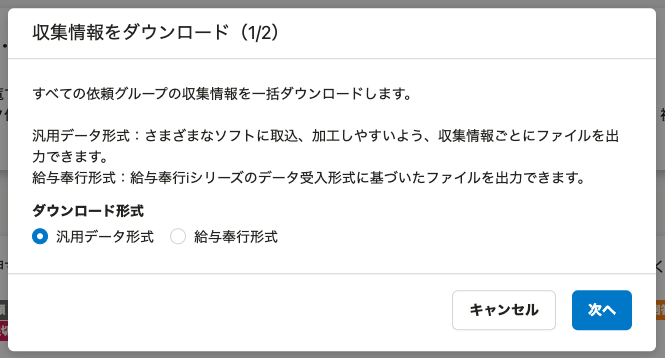 収集情報をダウンロード（1/2）
すべての依頼グループの収集情報を一括ダウンロードします。
汎用データ形式：さまざまなソフトに取込、加工しやすいよう、収集情報ごとにファイルを出
力できます。
給与奉行形式：給与奉行iシリーズのデータ受入形式に基づいたファイルを出力できます。
ダウンロード形式
汎用データ形式 給与奉行形式
キャンセル 次へ